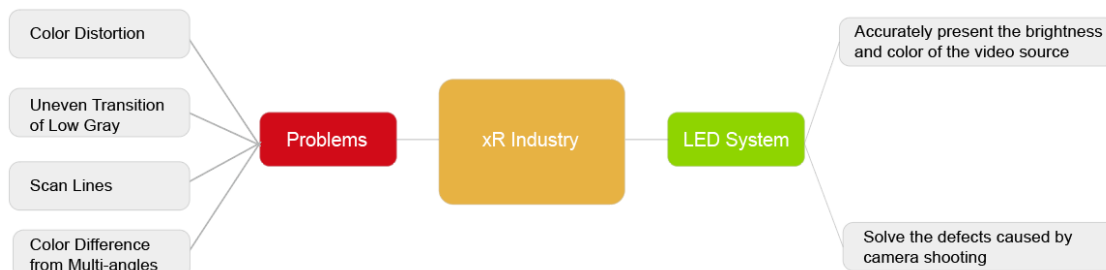 Color Distortion
Uneven Transition
of Low Gray
Scan Lines
Color Difference
from Multi-angles
Problems
xR Industry
LED System
Accurately present the brightness
and color of the video source
Solve the defects caused by
camera shooting